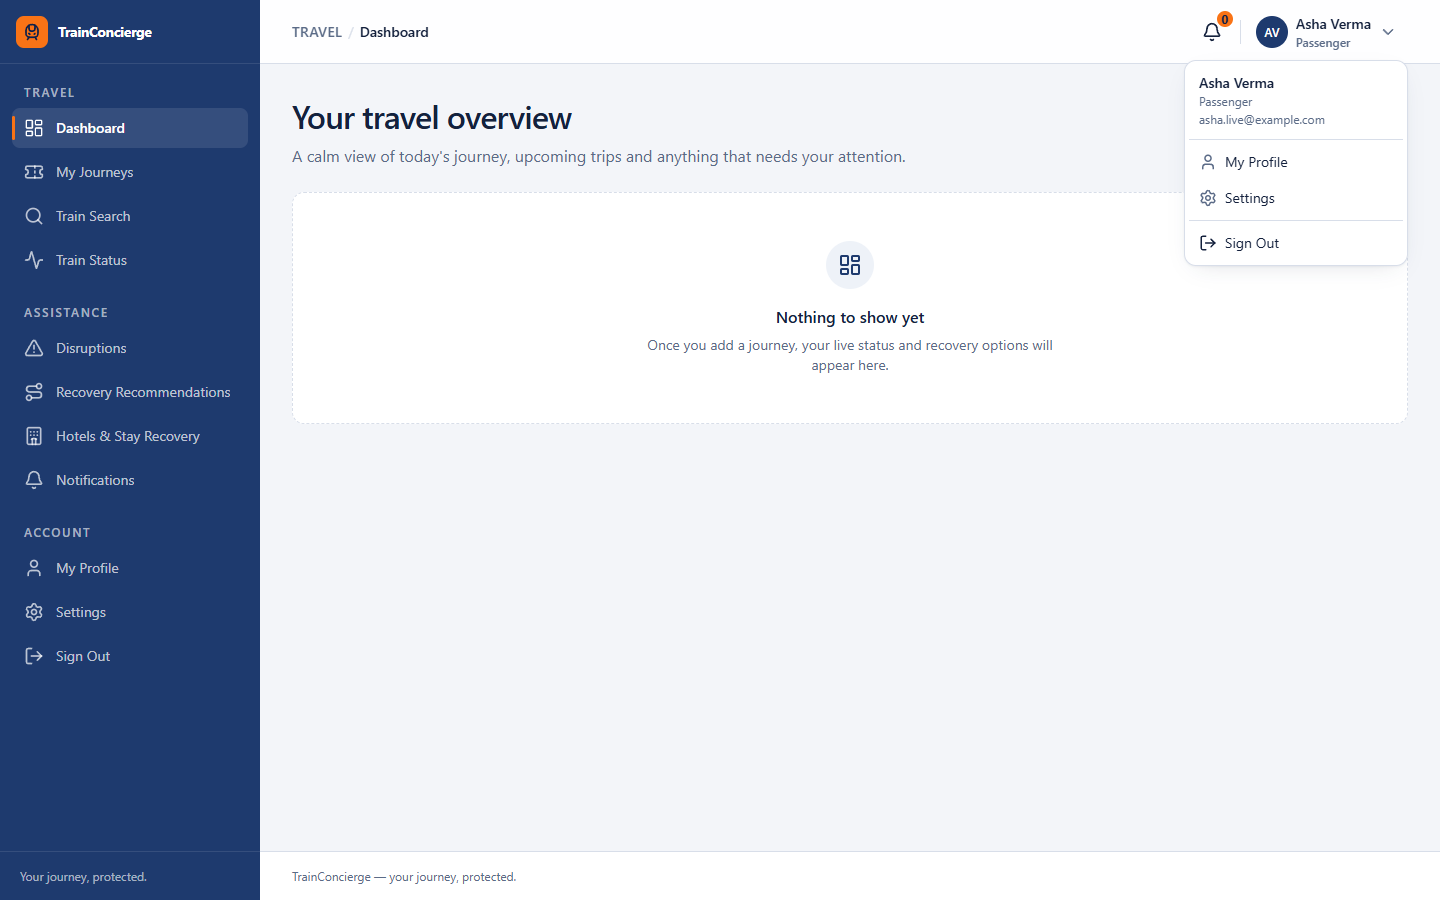 TrainConcierge
TRAVEL
Dashboard
My Journeys
Train Search
Train Status
ASSISTANCE
Disruptions
Recovery Recommendations
Hotels & Stay Recovery
Notifications
ACCOUNT
My Profile
Settings
Sign Out
Your journey, protected.
TRAVEL / Dashboard
0
AV
Asha Verma
Passenger
Asha Verma
Passenger
asha.live@example.com
My Profile
Settings
Sign Out
Your travel overview
A calm view of today's journey, upcoming trips and anything that needs your attention.
Nothing to show yet
Once you add a journey, your live status and recovery options will
appear here.
TrainConcierge — your journey, protected.